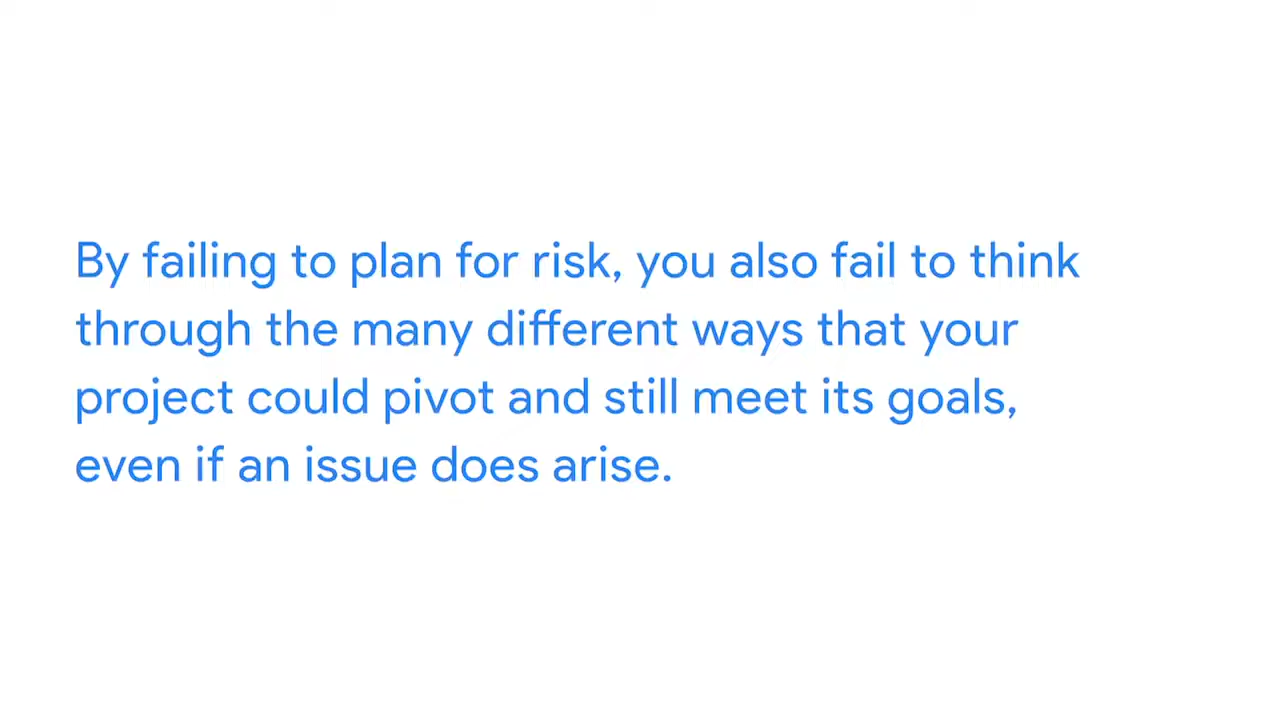 By failing to plan for risk, you also fail to think
through the many different ways that your
project could pivot and still meet its goals,
even if an issue does arise.